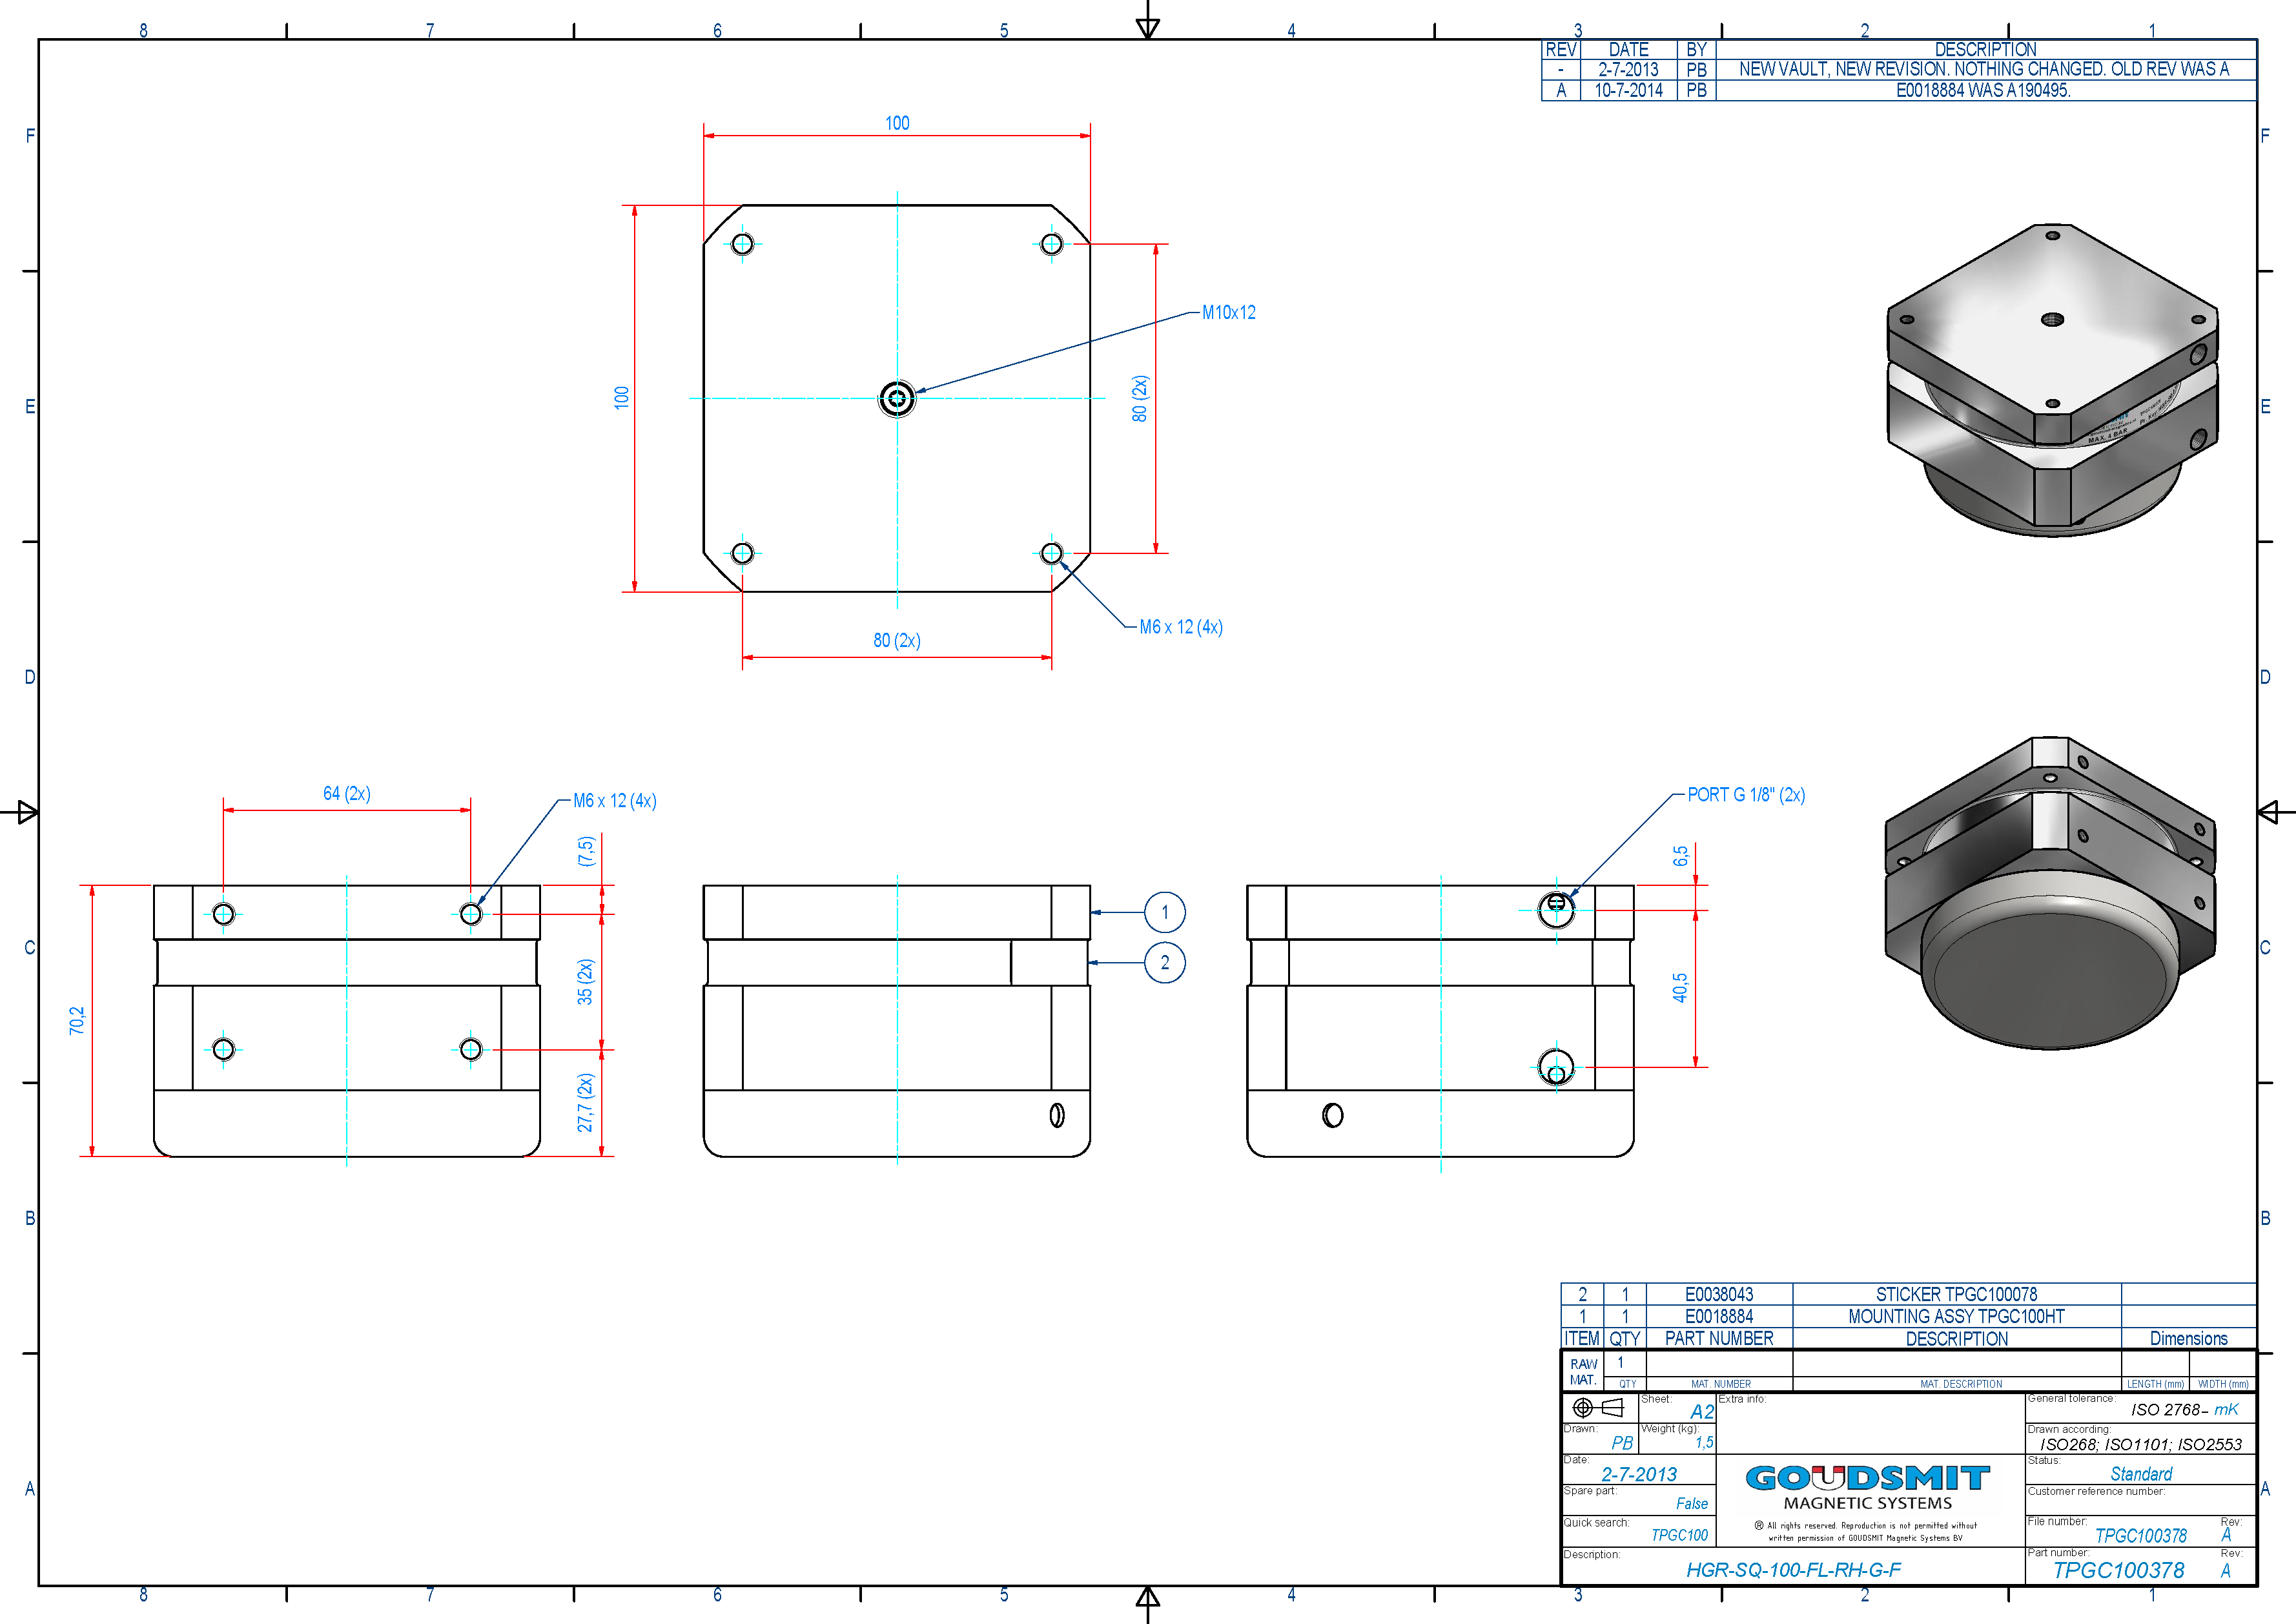 8 7 6 5 4 3 2 1
REV DATE BY DESCRIPTION
- 2-7-2013 PB NEW VAULT, NEW REVISION. NOTHING CHANGED. OLD REV WAS A
A 10-7-2014 PB E0018884 WAS A190495.
F F
100
M10x12
100
80 (2x)
E E
MAX. 4 BAR
M6 x 12 (4x)
80 (2x)
D D
64 (2x)
M6 x 12 (4x)
(7,5)
35 (2x)
27,7 (2x)
70,2
1
2
PORT G 1/8" (2x)
6,5
40,5
C C
B B
2 1 E0038043 STICKER TPGC100078
1 1 E0018884 MOUNTING ASSY TPGC100HT
ITEM QTY PART NUMBER DESCRIPTION Dimensions
RAW MAT. 1
QTY MAT. NUMBER MAT. DESCRIPTION LENGTH (mm) WIDTH (mm)
Sheet: A2
Extra info:
General tolerance: ISO 2768- mK
Drawn: PB
Weight (kg): 1,5
Drawn according: ISO268; ISO1101; ISO2553
Date: 2-7-2013
Status: Standard
Spare part: False
Customer reference number:
GOUDSMIT
MAGNETIC SYSTEMS
® All rights reserved. Reproduction is not permitted without
written permission of GOUDSMIT Magnetic Systems BV
Quick search: TPGC100
File number: TPGC100378 Rev: A
Description: HGR-SQ-100-FL-RH-G-F
Part number: TPGC100378 Rev: A
A A
8 7 6 5 4 3 2 1